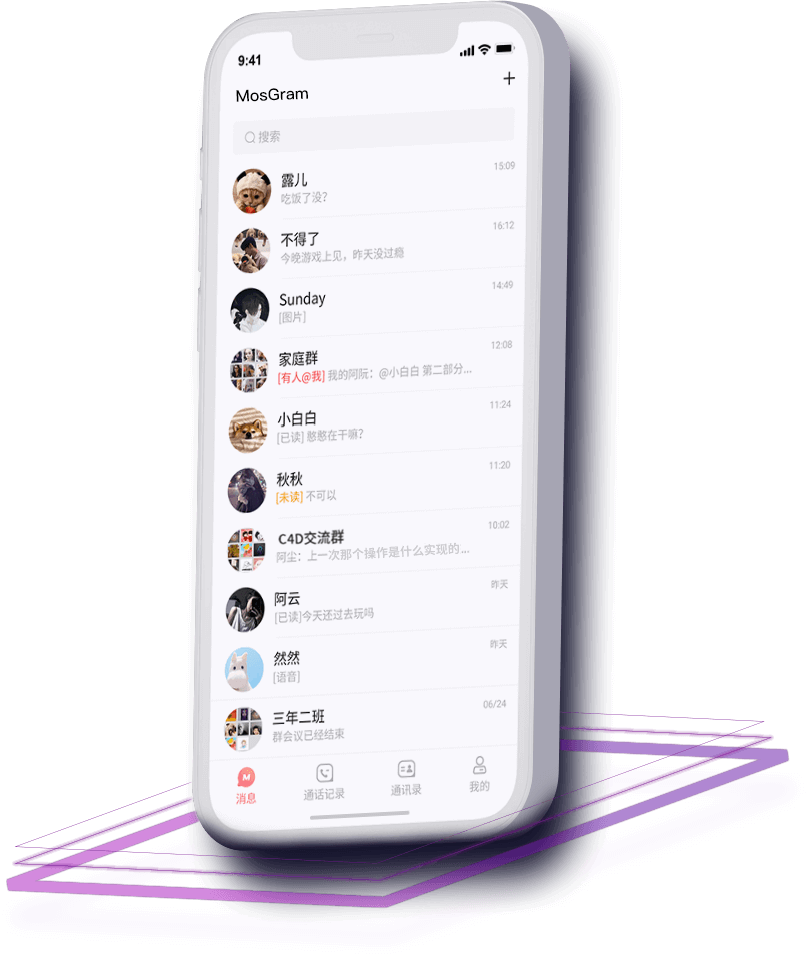 9:41
MosGram
搜索
露儿 15:09
吃饭了没?
不得了 16:12
今晚游戏上见，昨天没过瘾
Sunday 14:49
[图片]
家庭群 12:08
[有人@我] 我的阿阮：@小白白 第二部分...
小白白 11:24
[已读] 憨憨在干嘛?
秋秋 11:20
[未读] 不可以
C4D交流群 10:02
阿尘：上一次那个操作是什么实现的...
阿云 昨天
[已读]今天还过去玩吗
然然 昨天
[语音]
三年二班 06/24
群会议已经结束
M
消息 通话记录 通讯录 我的